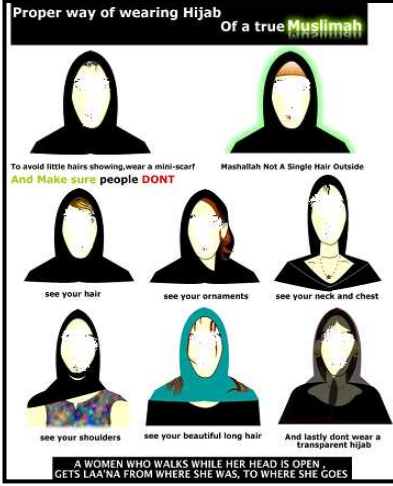 Proper way of wearing Hijab
Of a true Muslimah
To avoid little hairs showing,wear a mini-scarf
Mashallah Not A Single Hair Outside
And Make sure people DONT
see your hair
see your ornaments
see your neck and chest
see your shoulders
see your beautiful long hair
And lastly dont wear a
transparent hijab
A WOMEN WHO WALKS WHILE HER HEAD IS OPEN ,
GETS LAA'NA FROM WHERE SHE WAS, TO WHERE SHE GOES